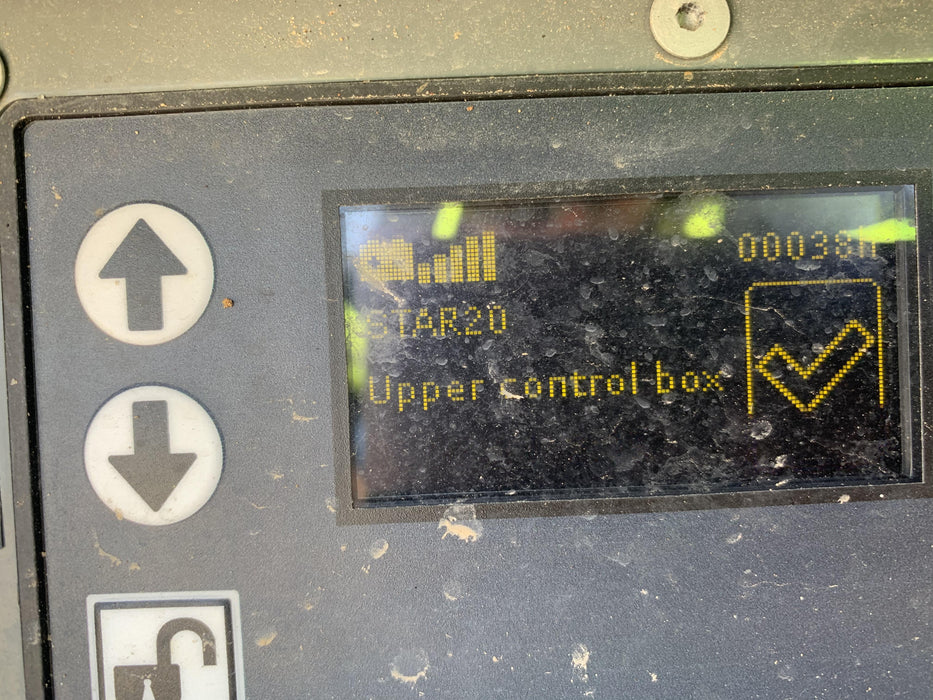 00038H
STAR20
Upper control box